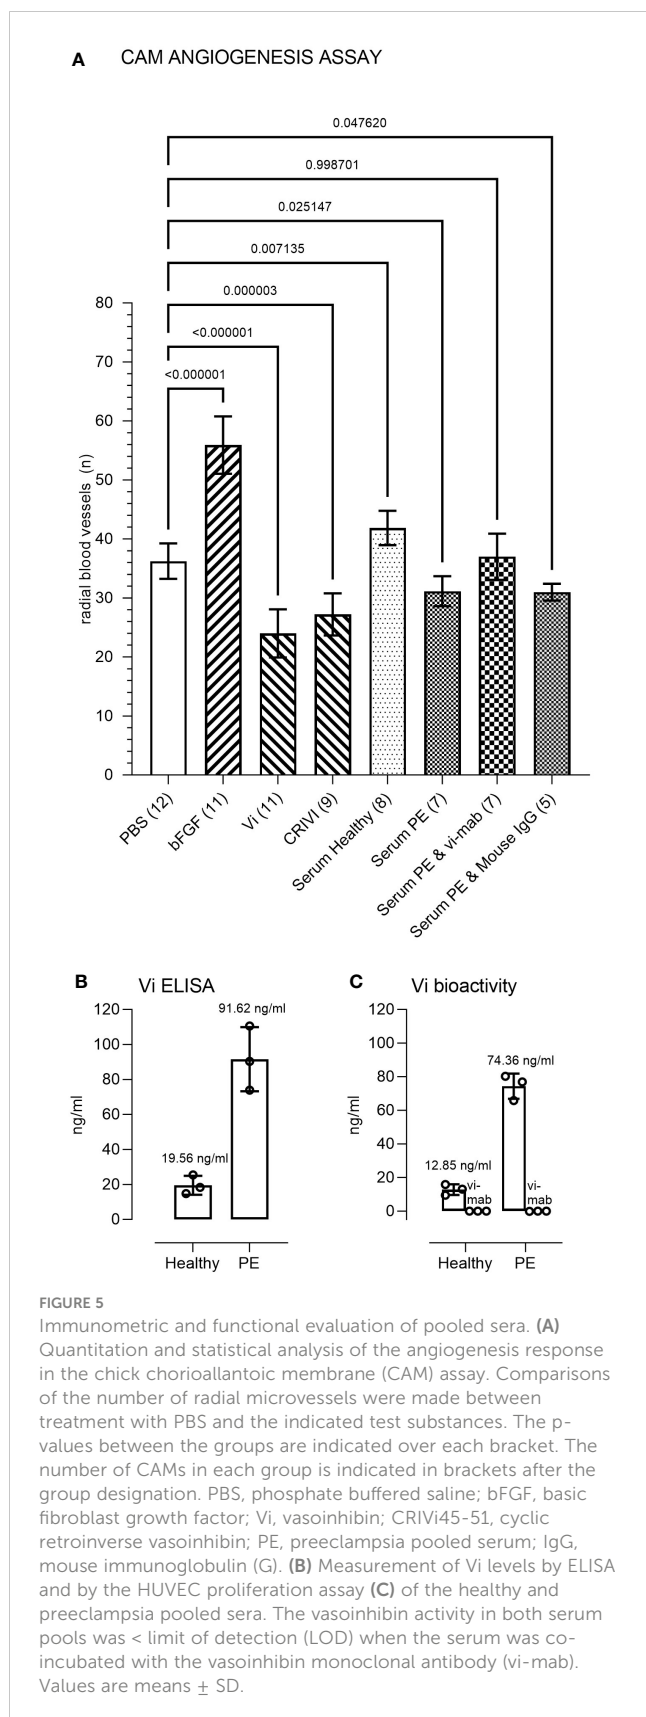 A CAM ANGIOGENESIS ASSAY
0.047620
0.998701
0.025147
0.007135
0.000003
<0.000001
<0.000001
80
70
60
50
40
30
20
10
0
radial blood vessels (n)
PBS (12)
bFGF (11)
Vi (11)
CRIVI (9)
Serum Healthy (8)
Serum PE (7)
Serum PE & vi-mab (7)
Serum PE & Mouse IgG (5)
B Vi ELISA
120
100
80
60
40
20
0
ng/ml
91.62 ng/ml
19.56 ng/ml
Healthy PE
C Vi bioactivity
120
100
80
60
40
20
0
ng/ml
74.36 ng/ml
12.85 ng/ml
vi-
mab
vi-
mab
Healthy PE
FIGURE 5
Immunometric and functional evaluation of pooled sera. (A)
Quantitation and statistical analysis of the angiogenesis response
in the chick chorioallantoic membrane (CAM) assay. Comparisons
of the number of radial microvessels were made between
treatment with PBS and the indicated test substances. The p-
values between the groups are indicated over each bracket. The
number of CAMs in each group is indicated in brackets after the
group designation. PBS, phosphate buffered saline; bFGF, basic
fibroblast growth factor; Vi, vasoinhibin; CRIVi45-51, cyclic
retroinverse vasoinhibin; PE, preeclampsia pooled serum; IgG,
mouse immunoglobulin (G). (B) Measurement of Vi levels by ELISA
and by the HUVEC proliferation assay (C) of the healthy and
preeclampsia pooled sera. The vasoinhibin activity in both serum
pools was < limit of detection (LOD) when the serum was co-
incubated with the vasoinhibin monoclonal antibody (vi-mab).
Values are means ± SD.